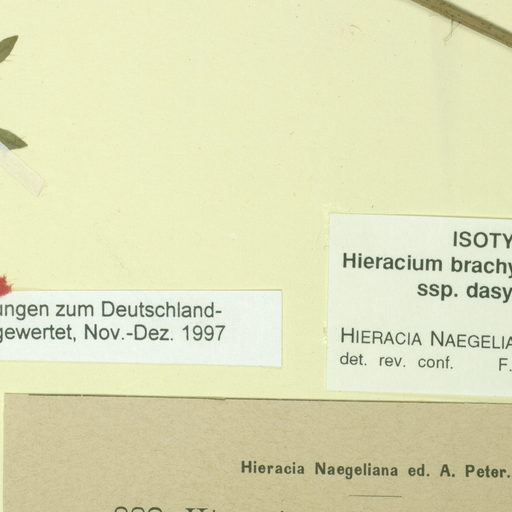 ISOTY
Hieracium brachy
ssp. dasy
HIERACIA NAEGELIA
det. rev. conf. F.
ungen zum Deutschland-
gewertet, Nov.-Dez. 1997
Hieracia Naegeliana ed. A. Peter.